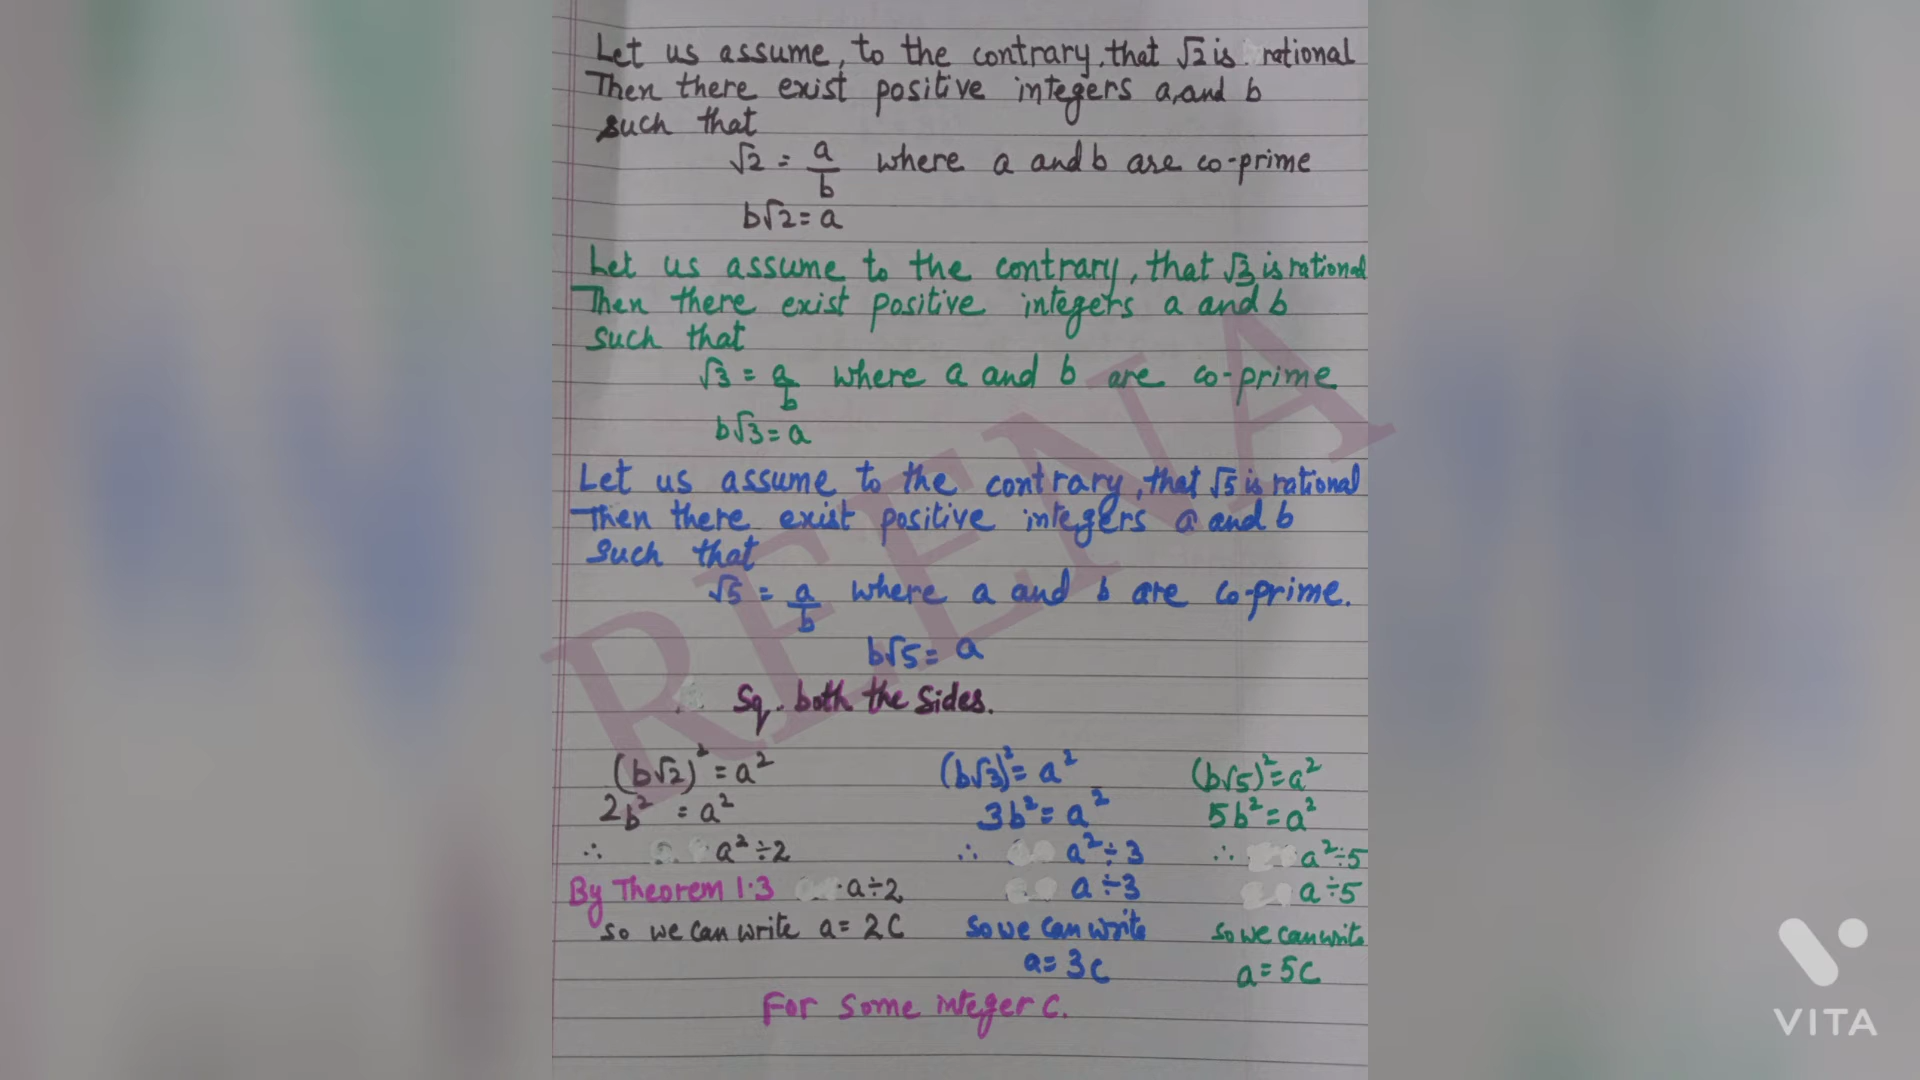 Let us assume, to the contrary, that √2 is rational
Then there exist positive integers a, and b
such that
√2 = a/b where a and b are co-prime
b√2 = a
Let us assume to the contrary, that √3 is rational
Then there exist positive integers a and b
such that
√3 = a/b where a and b are co-prime
b√3 = a
Let us assume to the contrary, that √5 is rational
Then there exist positive integers a and b
such that
√5 = a/b where a and b are co-prime.
b√5 = a
Sq. both the sides.
(b√2)² = a² (b√3)² = a² (b√5)² = a²
2b² = a² 3b² = a² 5b² = a²
∴ a² ÷ 2 ∴ a² ÷ 3 ∴ a² ÷ 5
By Theorem 1.3 a ÷ 2 a ÷ 3 a ÷ 5
so we can write a = 2C so we can write so we can write
a = 3C a = 5C
For some integer C.
REENA
VITA